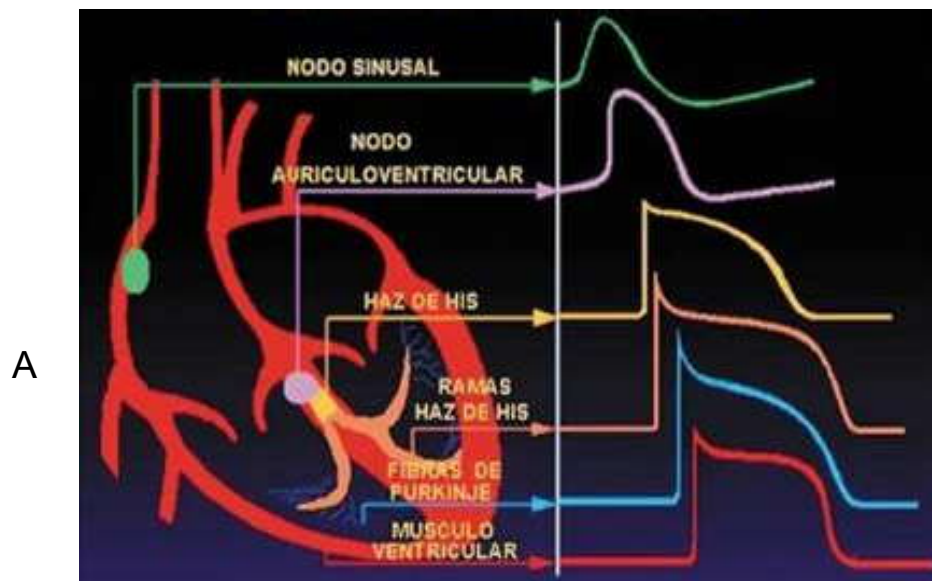 NODO SINUSAL
NODO
AURICULOVENTRICULAR
HAZ DE HIS
A
RAMAS
HAZ DE HIS
FIBRAS DE
PURKINJE
MUSCULO
VENTRICULAR